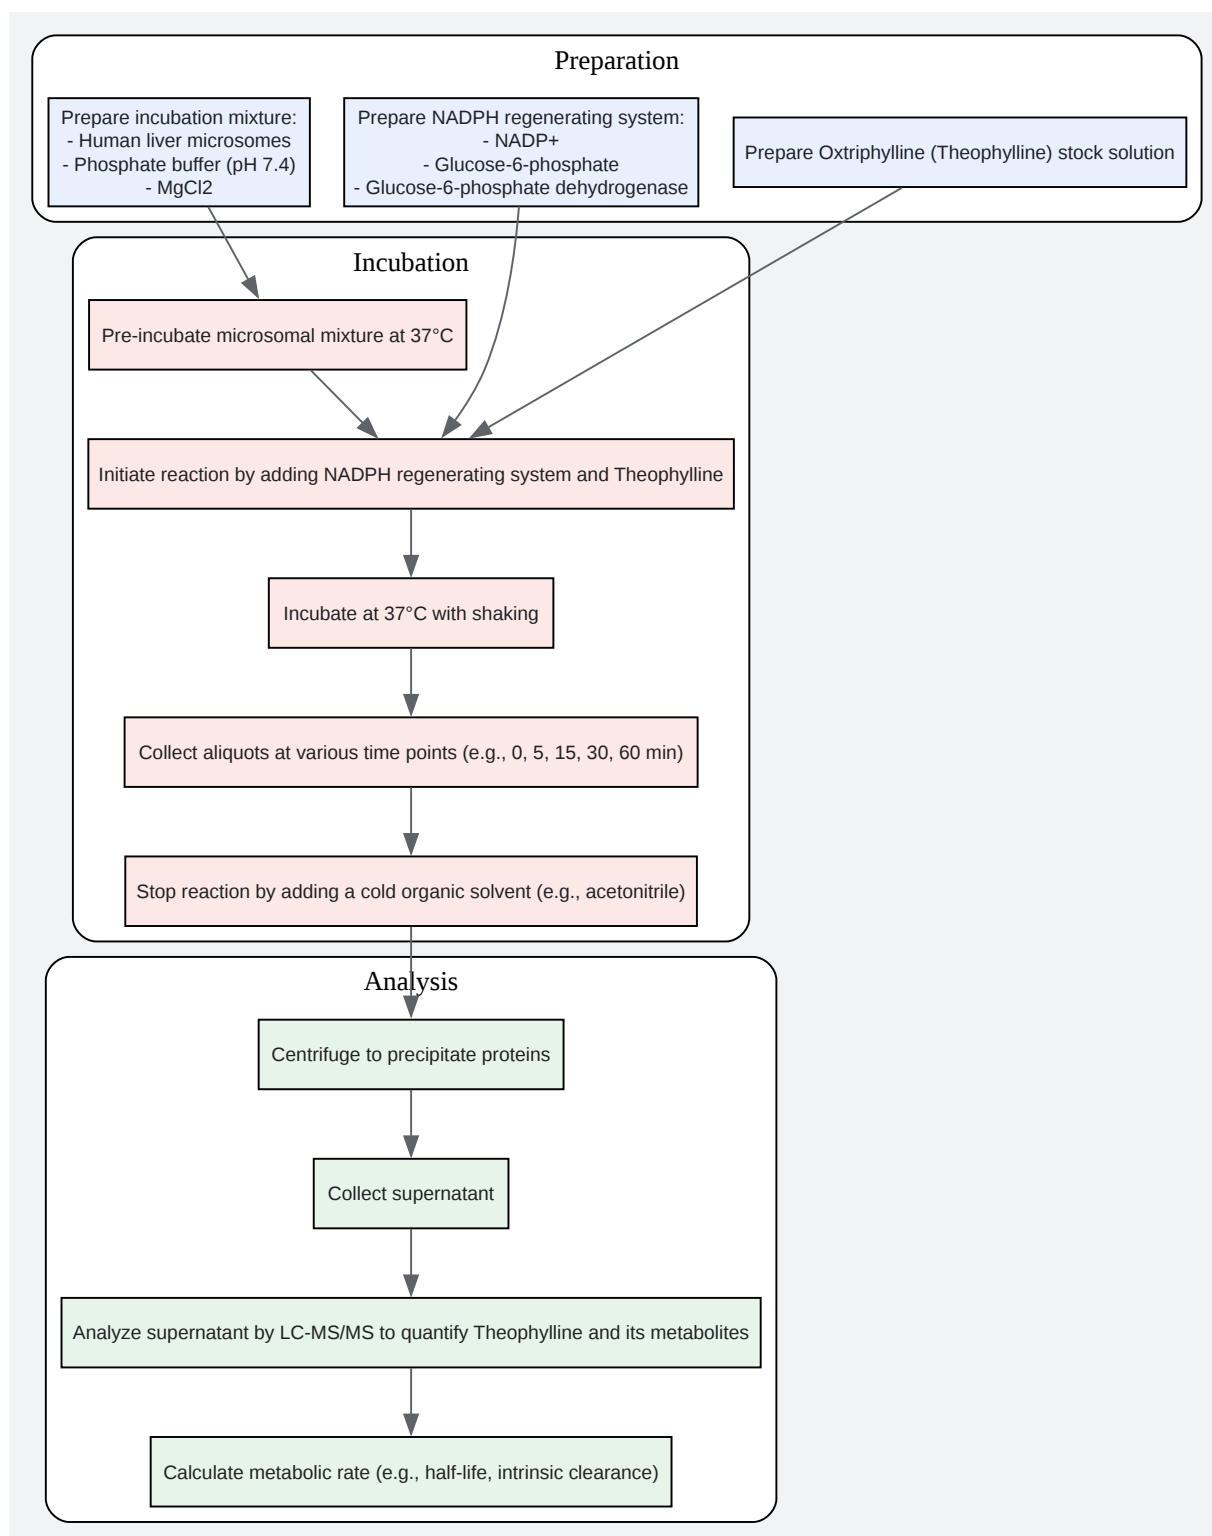 Preparation
Prepare incubation mixture:
- Human liver microsomes
- Phosphate buffer (pH 7.4)
- MgCl2
Prepare NADPH regenerating system:
- NADP+
- Glucose-6-phosphate
- Glucose-6-phosphate dehydrogenase
Prepare Oxtriphylline (Theophylline) stock solution
Incubation
Pre-incubate microsomal mixture at 37°C
Initiate reaction by adding NADPH regenerating system and Theophylline
Incubate at 37°C with shaking
Collect aliquots at various time points (e.g., 0, 5, 15, 30, 60 min)
Stop reaction by adding a cold organic solvent (e.g., acetonitrile)
Analysis
Centrifuge to precipitate proteins
Collect supernatant
Analyze supernatant by LC-MS/MS to quantify Theophylline and its metabolites
Calculate metabolic rate (e.g., half-life, intrinsic clearance)